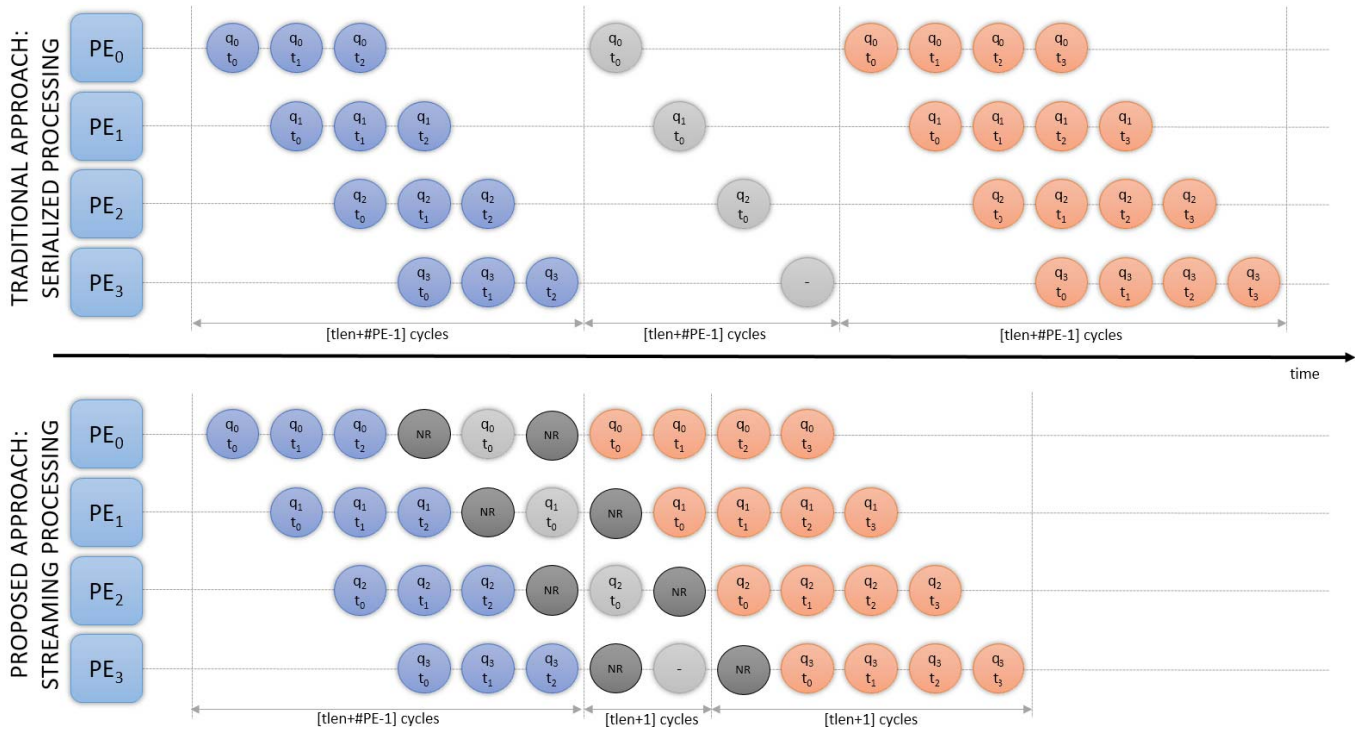 TRADITIONAL APPROACH:
SERIALIZED PROCESSING
PE0 q0 t0 q0 t1 q0 t2 q0 t0 q0 t0 q0 t1 q0 t2 q0 t3
PE1 q1 t0 q1 t1 q1 t2 q1 t0 q1 t0 q1 t1 q1 t2 q1 t3
PE2 q2 t0 q2 t1 q2 t2 q2 t0 q2 t0 q2 t1 q2 t2 q2 t3
PE3 q3 t0 q3 t1 q3 t2 - q3 t0 q3 t1 q3 t2 q3 t3
[tlen+#PE-1] cycles [tlen+#PE-1] cycles [tlen+#PE-1] cycles
time
PROPOSED APPROACH:
STREAMING PROCESSING
PE0 q0 t0 q0 t1 q0 t2 NR q0 t0 NR q0 t0 q0 t1 q0 t2 q0 t3
PE1 q1 t0 q1 t1 q1 t2 NR q1 t0 NR q1 t0 q1 t1 q1 t2 q1 t3
PE2 q2 t0 q2 t1 q2 t2 NR q2 t0 NR q2 t0 q2 t1 q2 t2 q2 t3
PE3 q3 t0 q3 t1 q3 t2 NR - NR q3 t0 q3 t1 q3 t2 q3 t3
[tlen+#PE-1] cycles [tlen+1] cycles [tlen+1] cycles